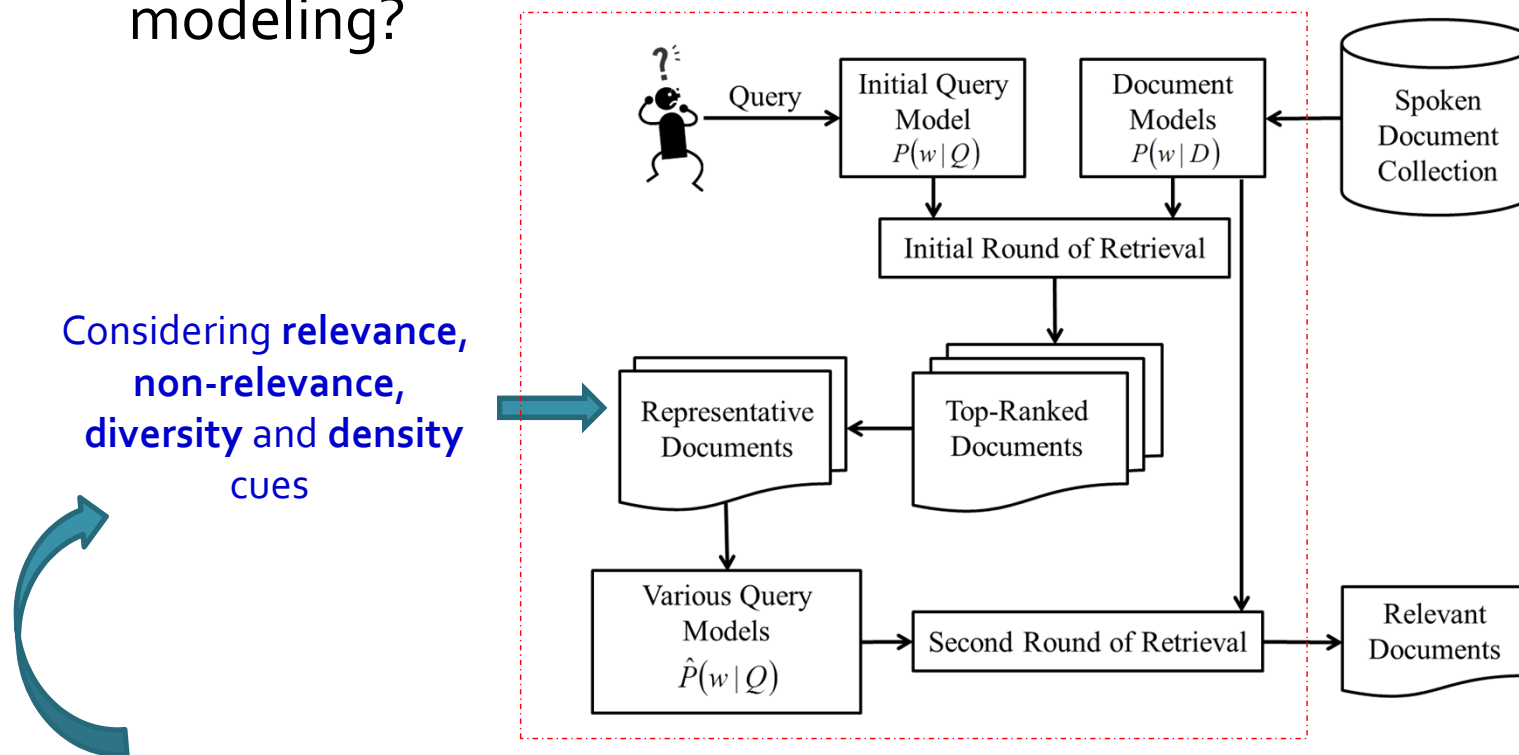 modeling?
?
Query
Initial Query
Model
P(w|Q)
Document
Models
P(w|D)
Spoken
Document
Collection
Initial Round of Retrieval
Considering relevance,
non-relevance,
diversity and density
cues
Representative
Documents
Top-Ranked
Documents
Various Query
Models
P̂(w|Q)
Second Round of Retrieval
Relevant
Documents